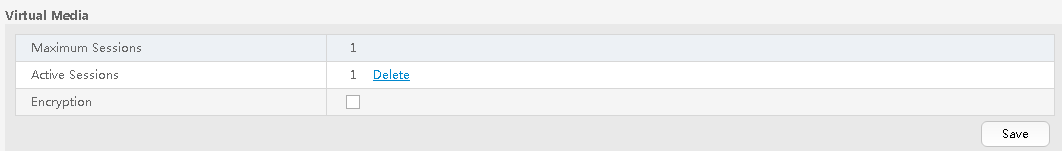 Virtual Media
Maximum Sessions 1
Active Sessions 1 Delete
Encryption
Save